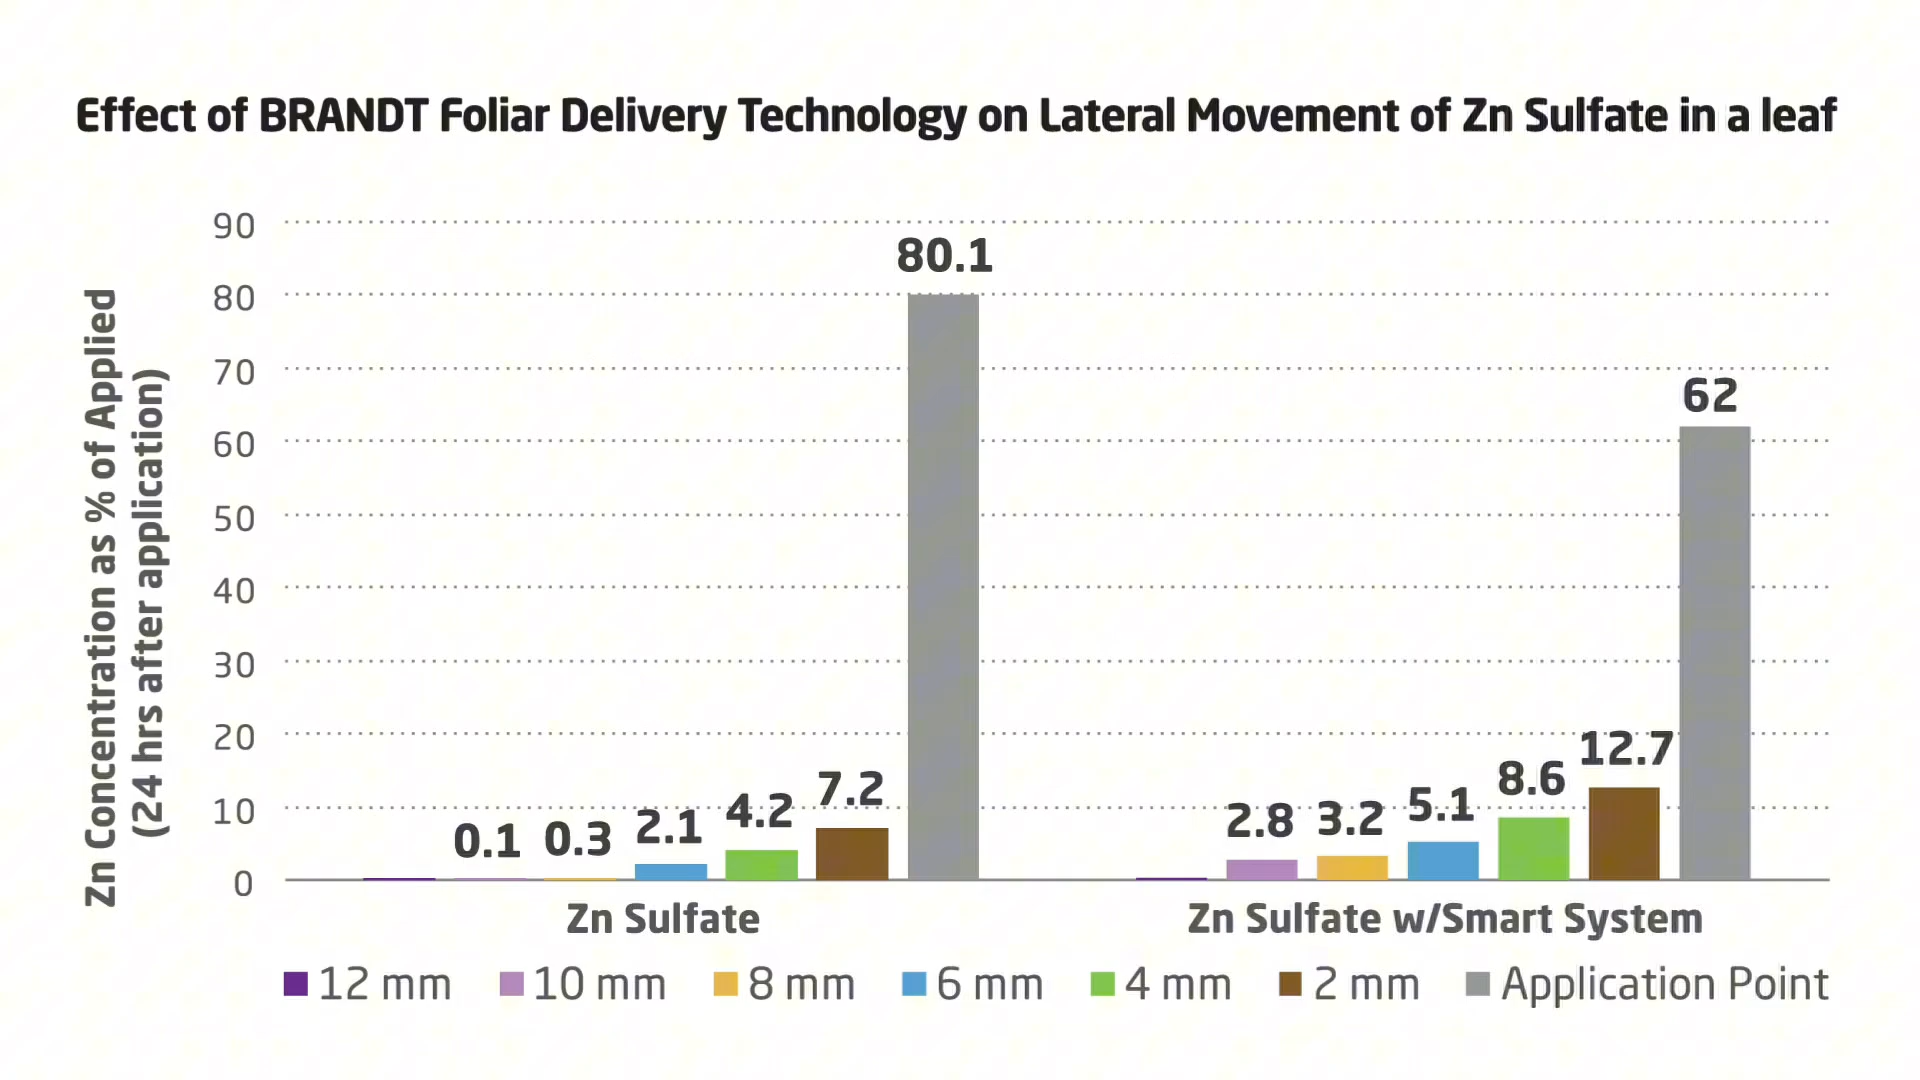 Effect of BRANDT Foliar Delivery Technology on Lateral Movement of Zn Sulfate in a leaf
Zn Concentration as % of Applied
(24 hrs after application)
90
80
70
60
50
40
30
20
10
0
0.1
0.3
2.1
4.2
7.2
80.1
2.8
3.2
5.1
8.6
12.7
62
Zn Sulfate
Zn Sulfate w/Smart System
12 mm
10 mm
8 mm
6 mm
4 mm
2 mm
Application Point